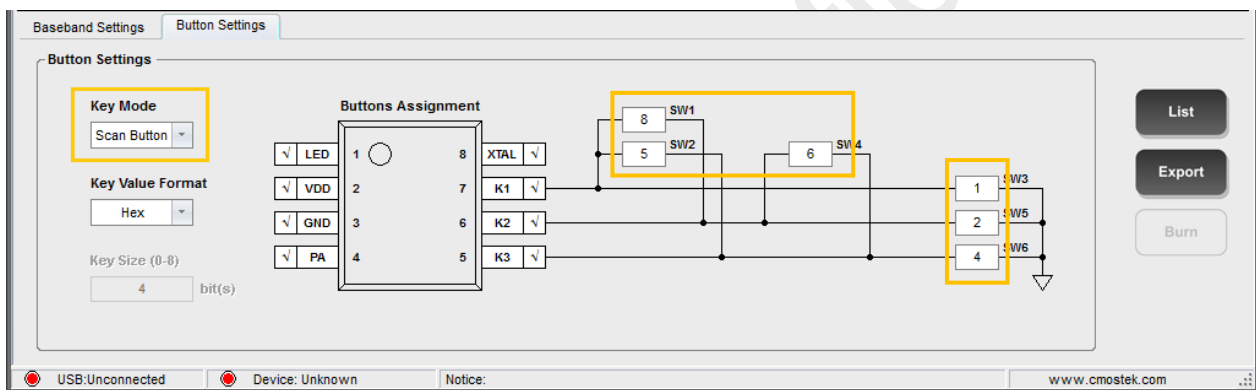 Baseband Settings
Button Settings
Button Settings
Key Mode
Scan Button
Key Value Format
Hex
Key Size (0-8)
4 bit(s)
Buttons Assignment
√ LED 1 8 XTAL √
√ VDD 2 7 K1 √
√ GND 3 6 K2 √
√ PA 4 5 K3 √
8 SW1
5 SW2
6 SW4
1 SW3
2 SW5
4 SW6
List
Export
Burn
USB:Unconnected
Device: Unknown
Notice:
www.cmostek.com